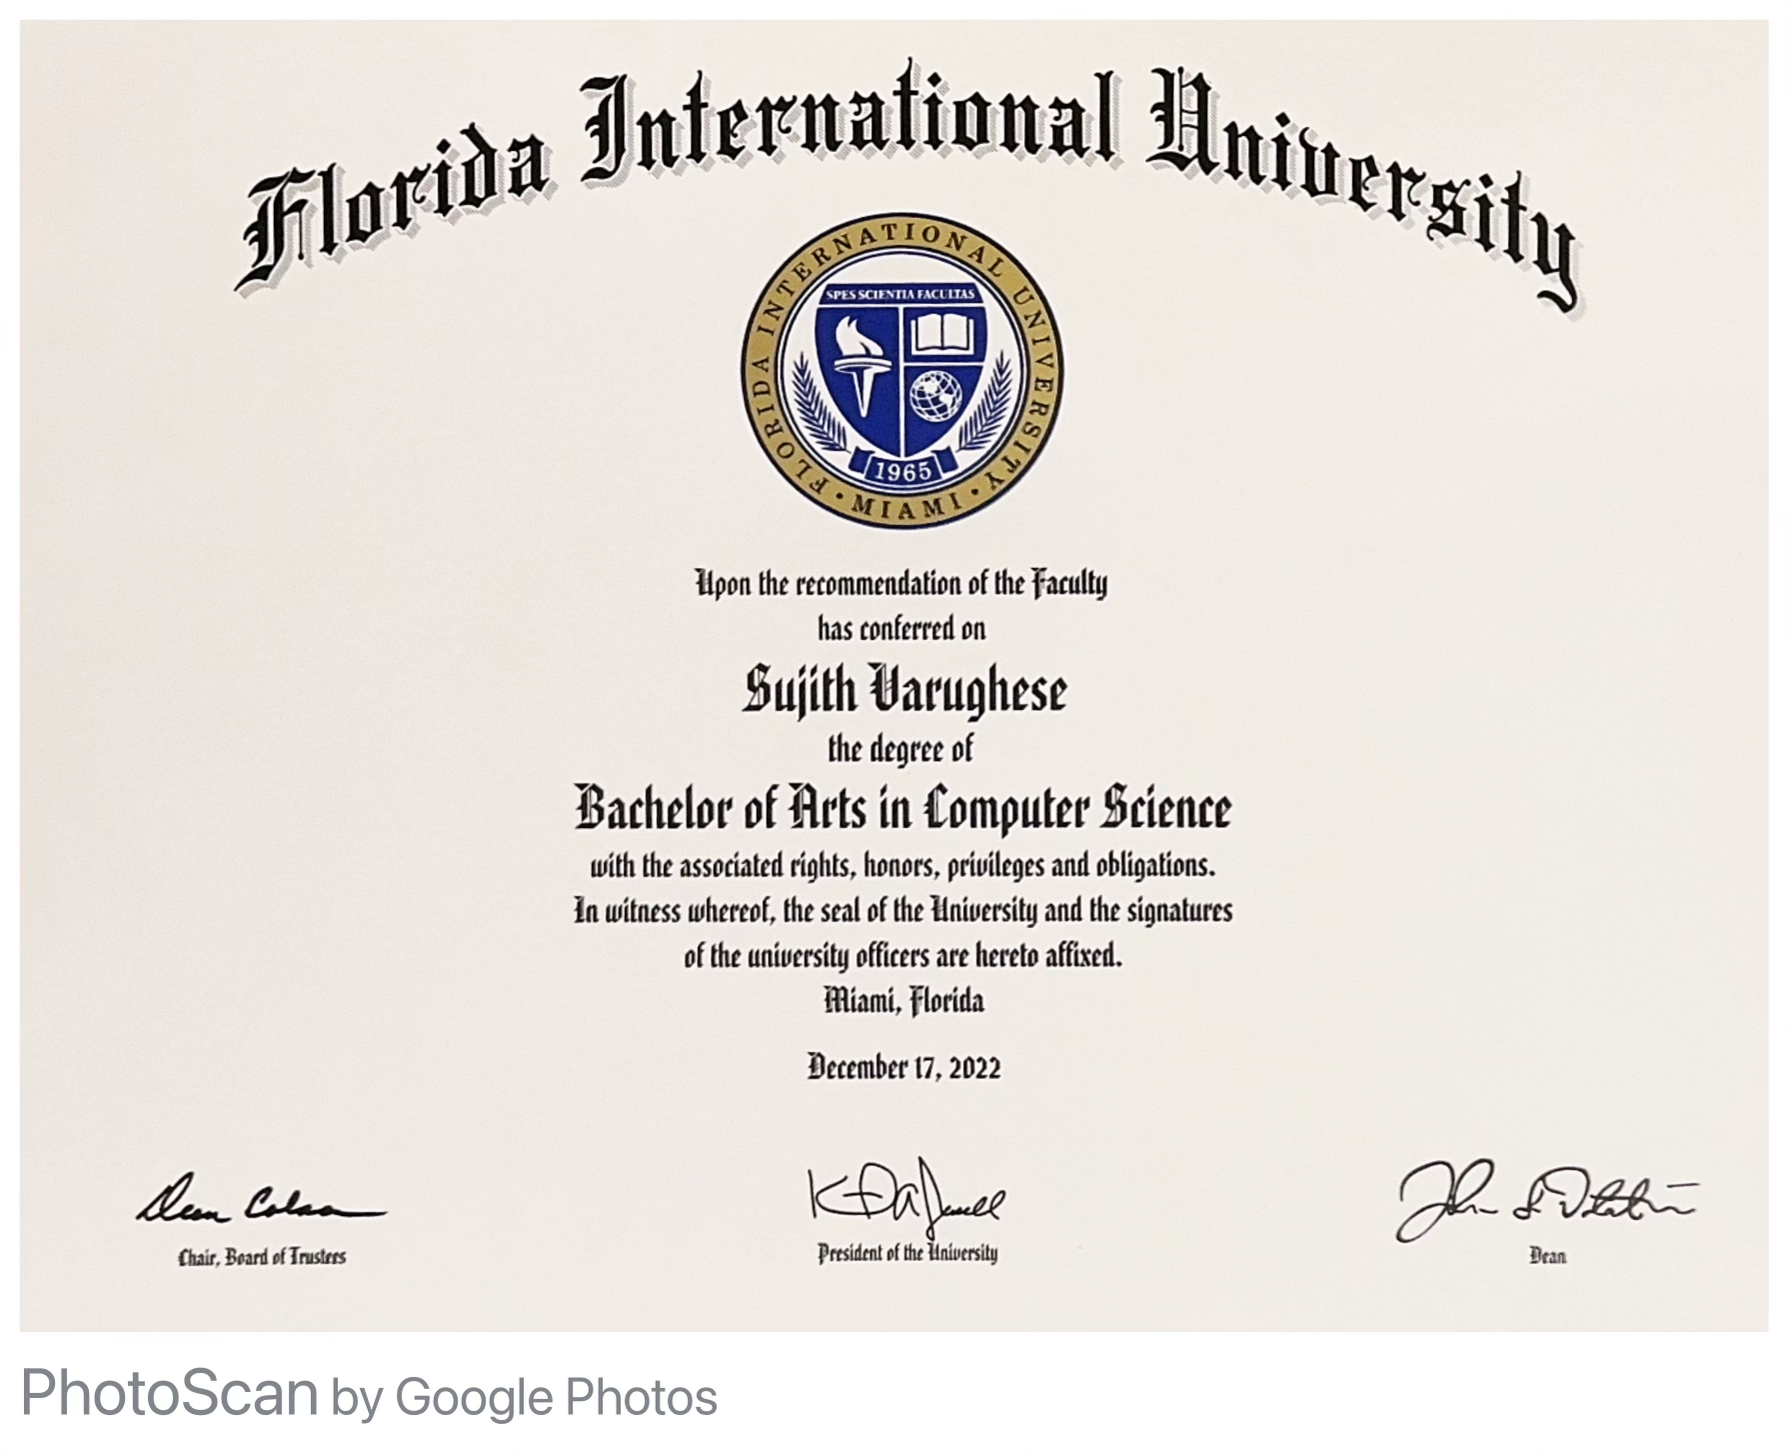 Florida International University
FLORIDA INTERNATIONAL UNIVERSITY • MIAMI •
SPES SCIENTIA FACULTAS
1965
Upon the recommendation of the Faculty
has conferred on
Sujith Varughese
the degree of
Bachelor of Arts in Computer Science
with the associated rights, honors, privileges and obligations.
In witness whereof, the seal of the University and the signatures
of the university officers are hereto affixed.
Miami, Florida
December 17, 2022
Dean Colson
Chair, Board of Trustees
President of the University
Dean
PhotoScan by Google Photos